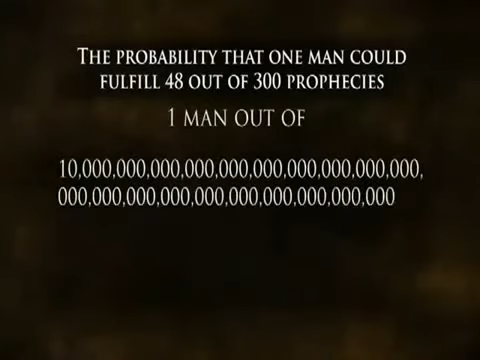 THE PROBABILITY THAT ONE MAN COULD
FULFILL 48 OUT OF 300 PROPHECIES
1 MAN OUT OF
10,000,000,000,000,000,000,000,000,000,000,
000,000,000,000,000,000,000,000,000,000